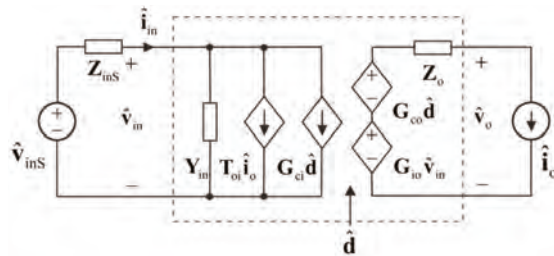 î_in
Z_inS
+
Z_o
+
+
−
v̂_inS
v̂_in
Y_in
T_oi î_o
G_ci d̂
+
−
G_co d̂
+
−
G_io v̂_in
v̂_o
î_o
−
−
d̂